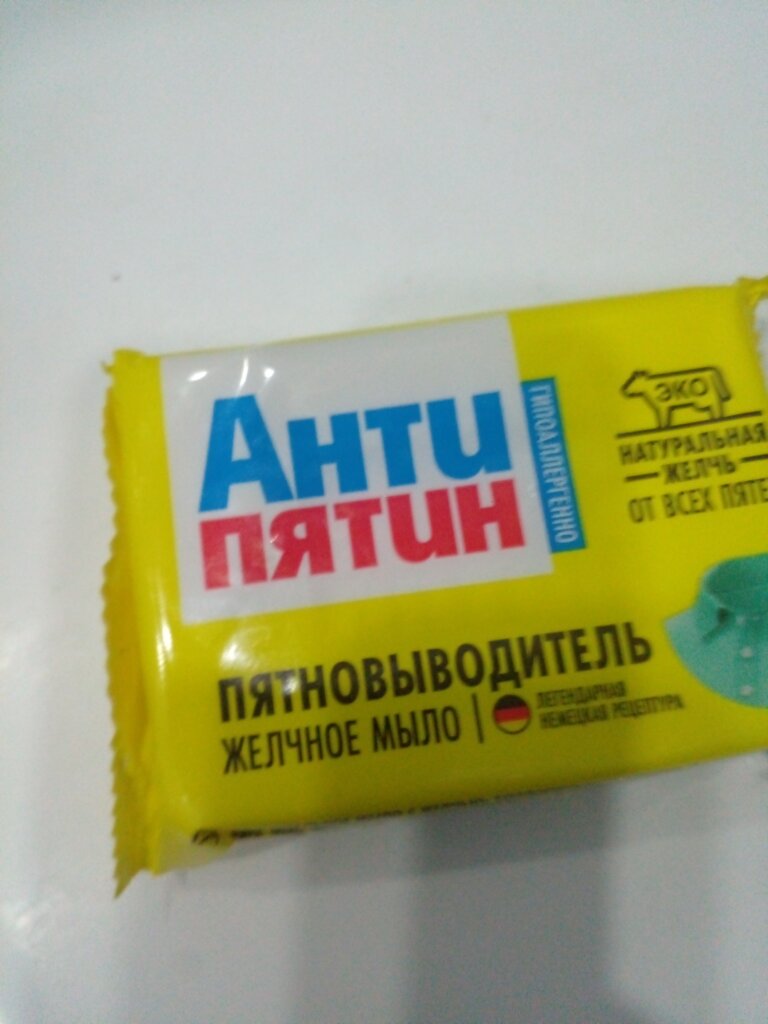 Анти
пятин
ГИПОАЛЛЕРГЕННО
ЭКО
НАТУРАЛЬНАЯ
ЖЕЛЧЬ
ОТ ВСЕХ ПЯТЕ
ПЯТНОВЫВОДИТЕЛЬ
ЖЕЛЧНОЕ МЫЛО
ЛЕГЕНДАРНАЯ
НЕМЕЦКАЯ РЕЦЕПТУРА